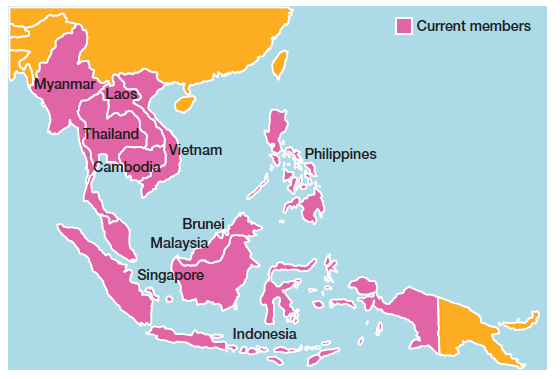 Current members
Myanmar
Laos
Thailand
Vietnam
Philippines
Cambodia
Brunei
Malaysia
Singapore
Indonesia